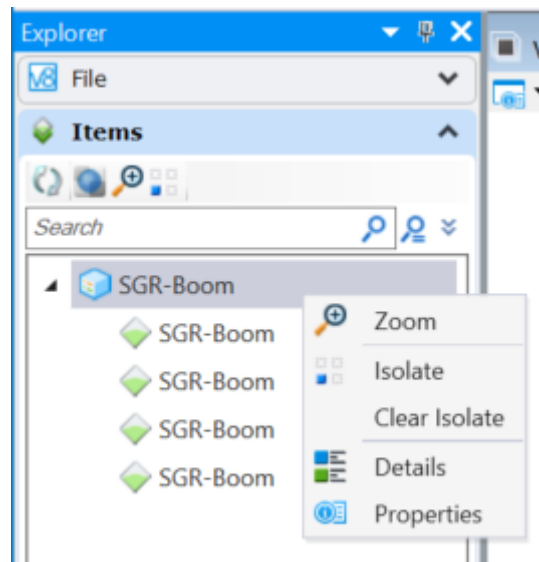 Explorer
V8 File
Items
Search
SGR-Boom
SGR-Boom
SGR-Boom
SGR-Boom
SGR-Boom
Zoom
Isolate
Clear Isolate
Details
Properties